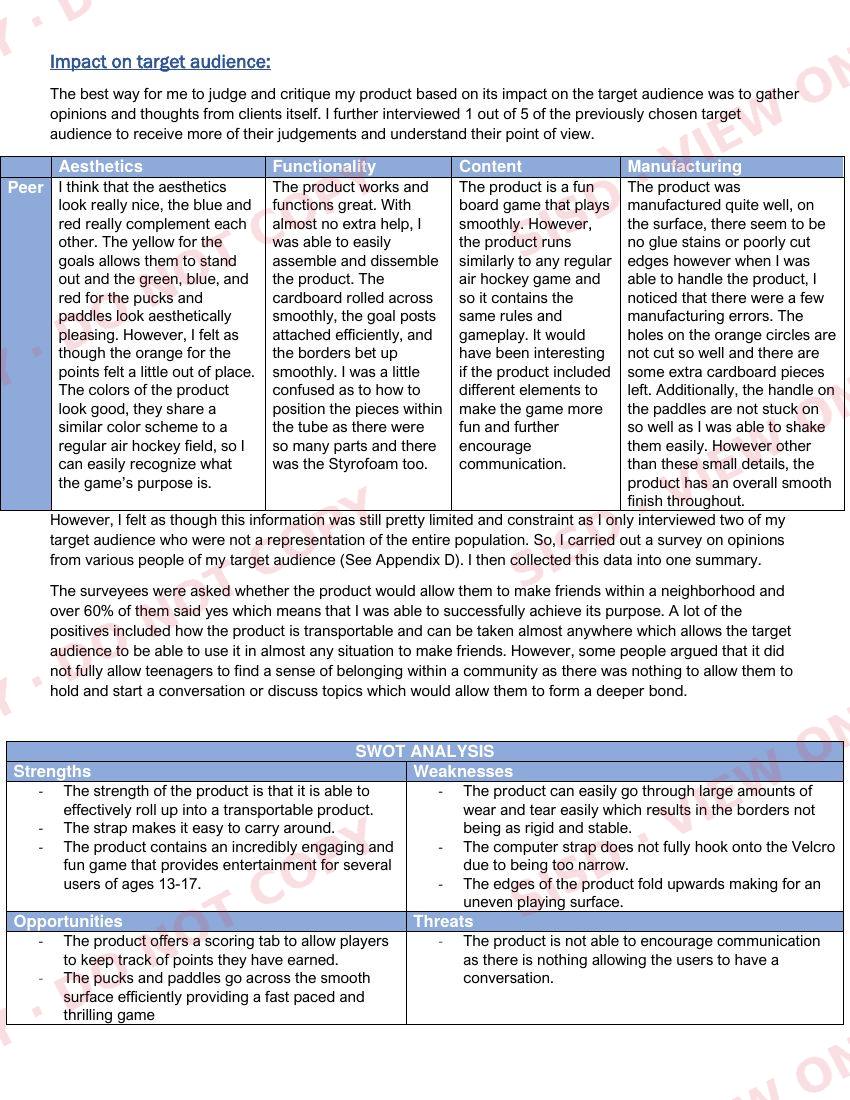 Impact on target audience:
The best way for me to judge and critique my product based on its impact on the target audience was to gather
opinions and thoughts from clients itself. I further interviewed 1 out of 5 of the previously chosen target
audience to receive more of their judgements and understand their point of view.
Aesthetics
Functionality
Content
Manufacturing
Peer
I think that the aesthetics
look really nice, the blue and
red really complement each
other. The yellow for the
goals allows them to stand
out and the green, blue, and
red for the pucks and
paddles look aesthetically
pleasing. However, I felt as
though the orange for the
points felt a little out of place.
The colors of the product
look good, they share a
similar color scheme to a
regular air hockey field, so I
can easily recognize what
the game's purpose is.
The product works and
functions great. With
almost no extra help, I
was able to easily
assemble and dissemble
the product. The
cardboard rolled across
smoothly, the goal posts
attached efficiently, and
the borders bet up
smoothly. I was a little
confused as to how to
position the pieces within
the tube as there were
so many parts and there
was the Styrofoam too.
The product is a fun
board game that plays
smoothly. However,
the product runs
similarly to any regular
air hockey game and
so it contains the
same rules and
gameplay. It would
have been interesting
if the product included
different elements to
make the game more
fun and further
encourage
communication.
The product was
manufactured quite well, on
the surface, there seem to be
no glue stains or poorly cut
edges however when I was
able to handle the product, I
noticed that there were a few
manufacturing errors. The
holes on the orange circles are
not cut so well and there are
some extra cardboard pieces
left. Additionally, the handle on
the paddles are not stuck on
so well as I was able to shake
them easily. However other
than these small details, the
product has an overall smooth
finish throughout.
However, I felt as though this information was still pretty limited and constraint as I only interviewed two of my
target audience who were not a representation of the entire population. So, I carried out a survey on opinions
from various people of my target audience (See Appendix D). I then collected this data into one summary.
The surveyees were asked whether the product would allow them to make friends within a neighborhood and
over 60% of them said yes which means that I was able to successfully achieve its purpose. A lot of the
positives included how the product is transportable and can be taken almost anywhere which allows the target
audience to be able to use it in almost any situation to make friends. However, some people argued that it did
not fully allow teenagers to find a sense of belonging within a community as there was nothing to allow them to
hold and start a conversation or discuss topics which would allow them to form a deeper bond.
SWOT ANALYSIS
Strengths
Weaknesses
- The strength of the product is that it is able to
effectively roll up into a transportable product.
- The strap makes it easy to carry around.
- The product contains an incredibly engaging and
fun game that provides entertainment for several
users of ages 13-17.
- The product can easily go through large amounts of
wear and tear easily which results in the borders not
being as rigid and stable.
- The computer strap does not fully hook onto the Velcro
due to being too narrow.
- The edges of the product fold upwards making for an
uneven playing surface.
Opportunities
Threats
- The product offers a scoring tab to allow players
to keep track of points they have earned.
- The pucks and paddles go across the smooth
surface efficiently providing a fast paced and
thrilling game
- The product is not able to encourage communication
as there is nothing allowing the users to have a
conversation.
SISD · VIEW ON
Y · DO NOT COPY
SISD · VIEW ON
Y · DO NOT COPY
SISD · VIEW ON
Y · DO NOT COPY